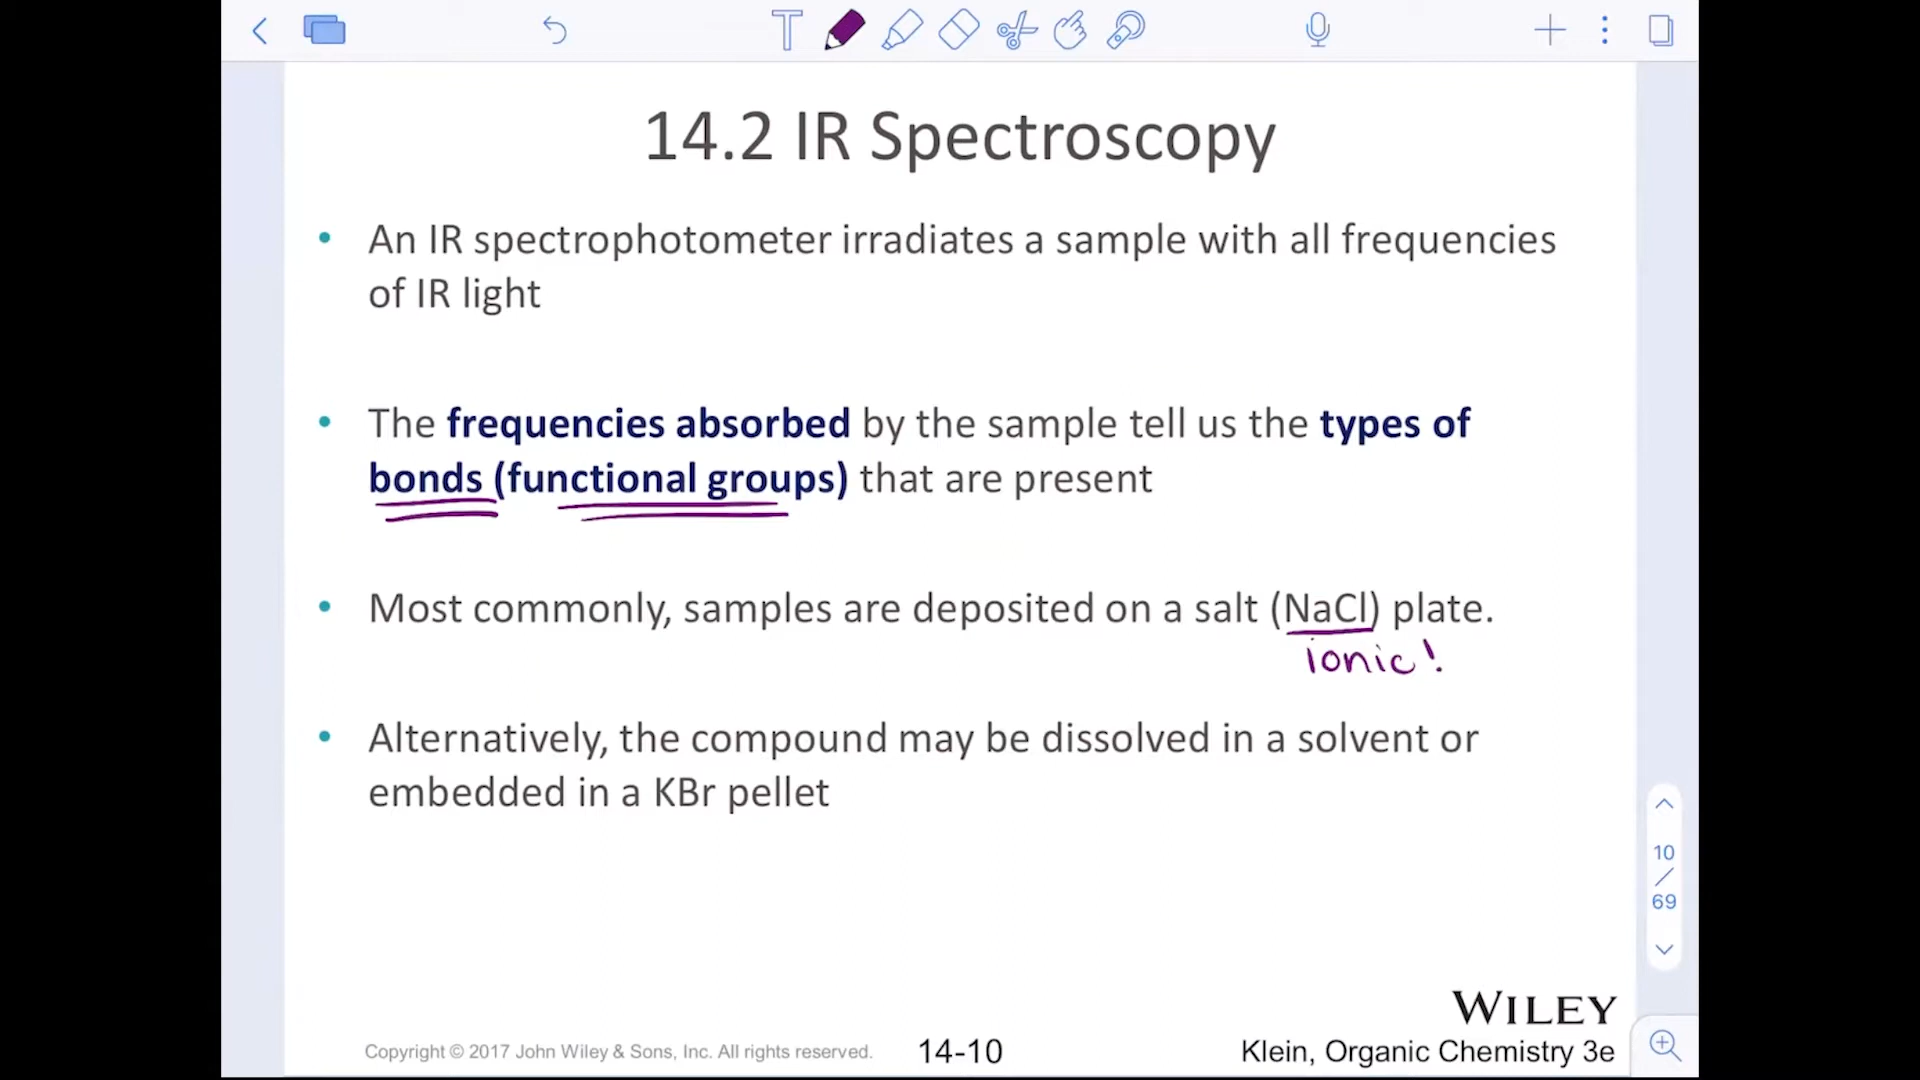 14.2 IR Spectroscopy
• An IR spectrophotometer irradiates a sample with all frequencies
of IR light
• The frequencies absorbed by the sample tell us the types of
bonds (functional groups) that are present
• Most commonly, samples are deposited on a salt (NaCl) plate.
ionic!
• Alternatively, the compound may be dissolved in a solvent or
embedded in a KBr pellet
10
/
69
WILEY
Copyright © 2017 John Wiley & Sons, Inc. All rights reserved. 14-10 Klein, Organic Chemistry 3e